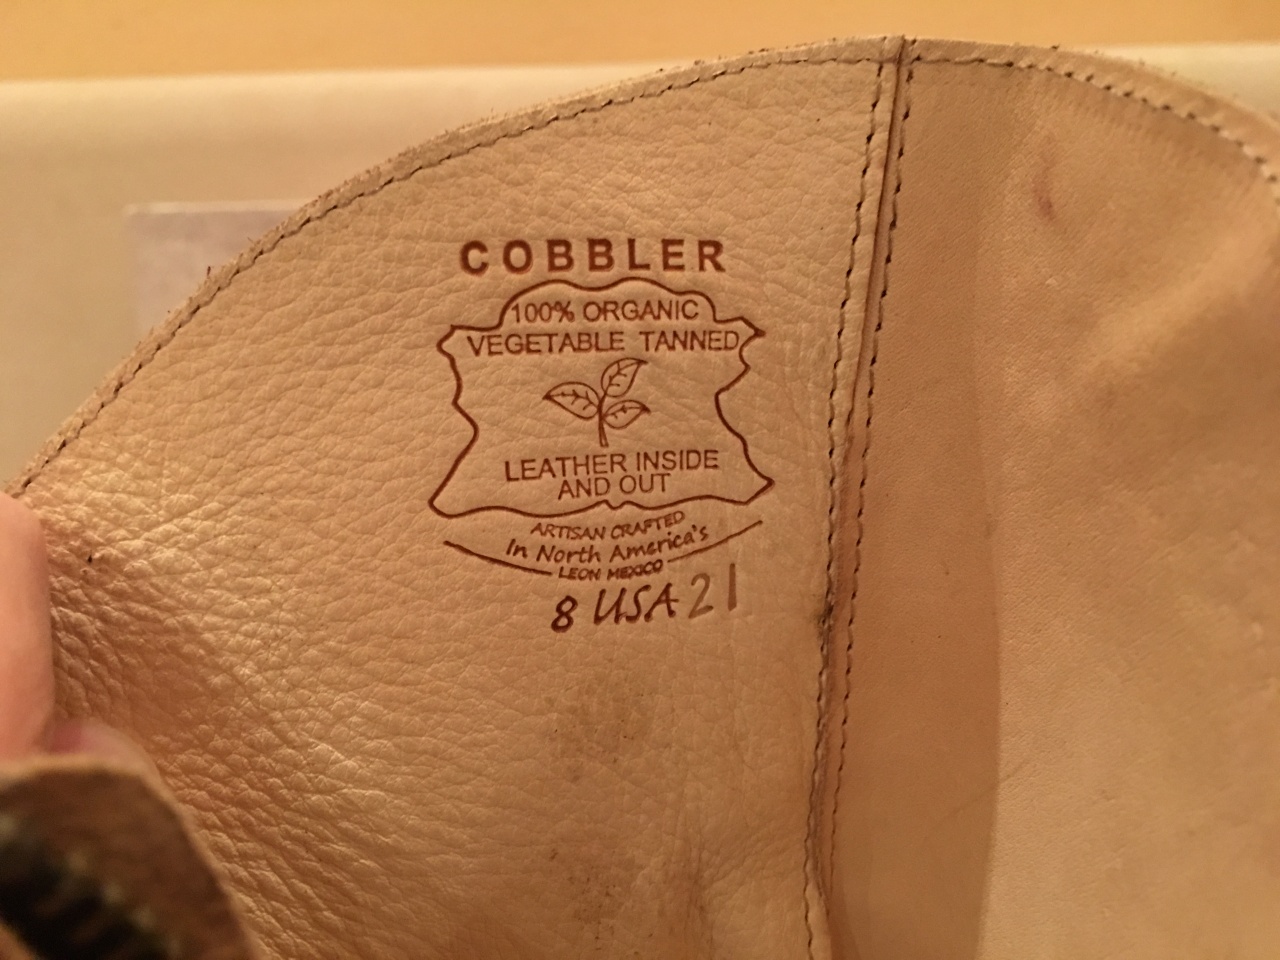 COBBLER
100% ORGANIC
VEGETABLE TANNED
LEATHER INSIDE
AND OUT
ARTISAN CRAFTED
In North America's
LEON MEXICO
8 USA 21